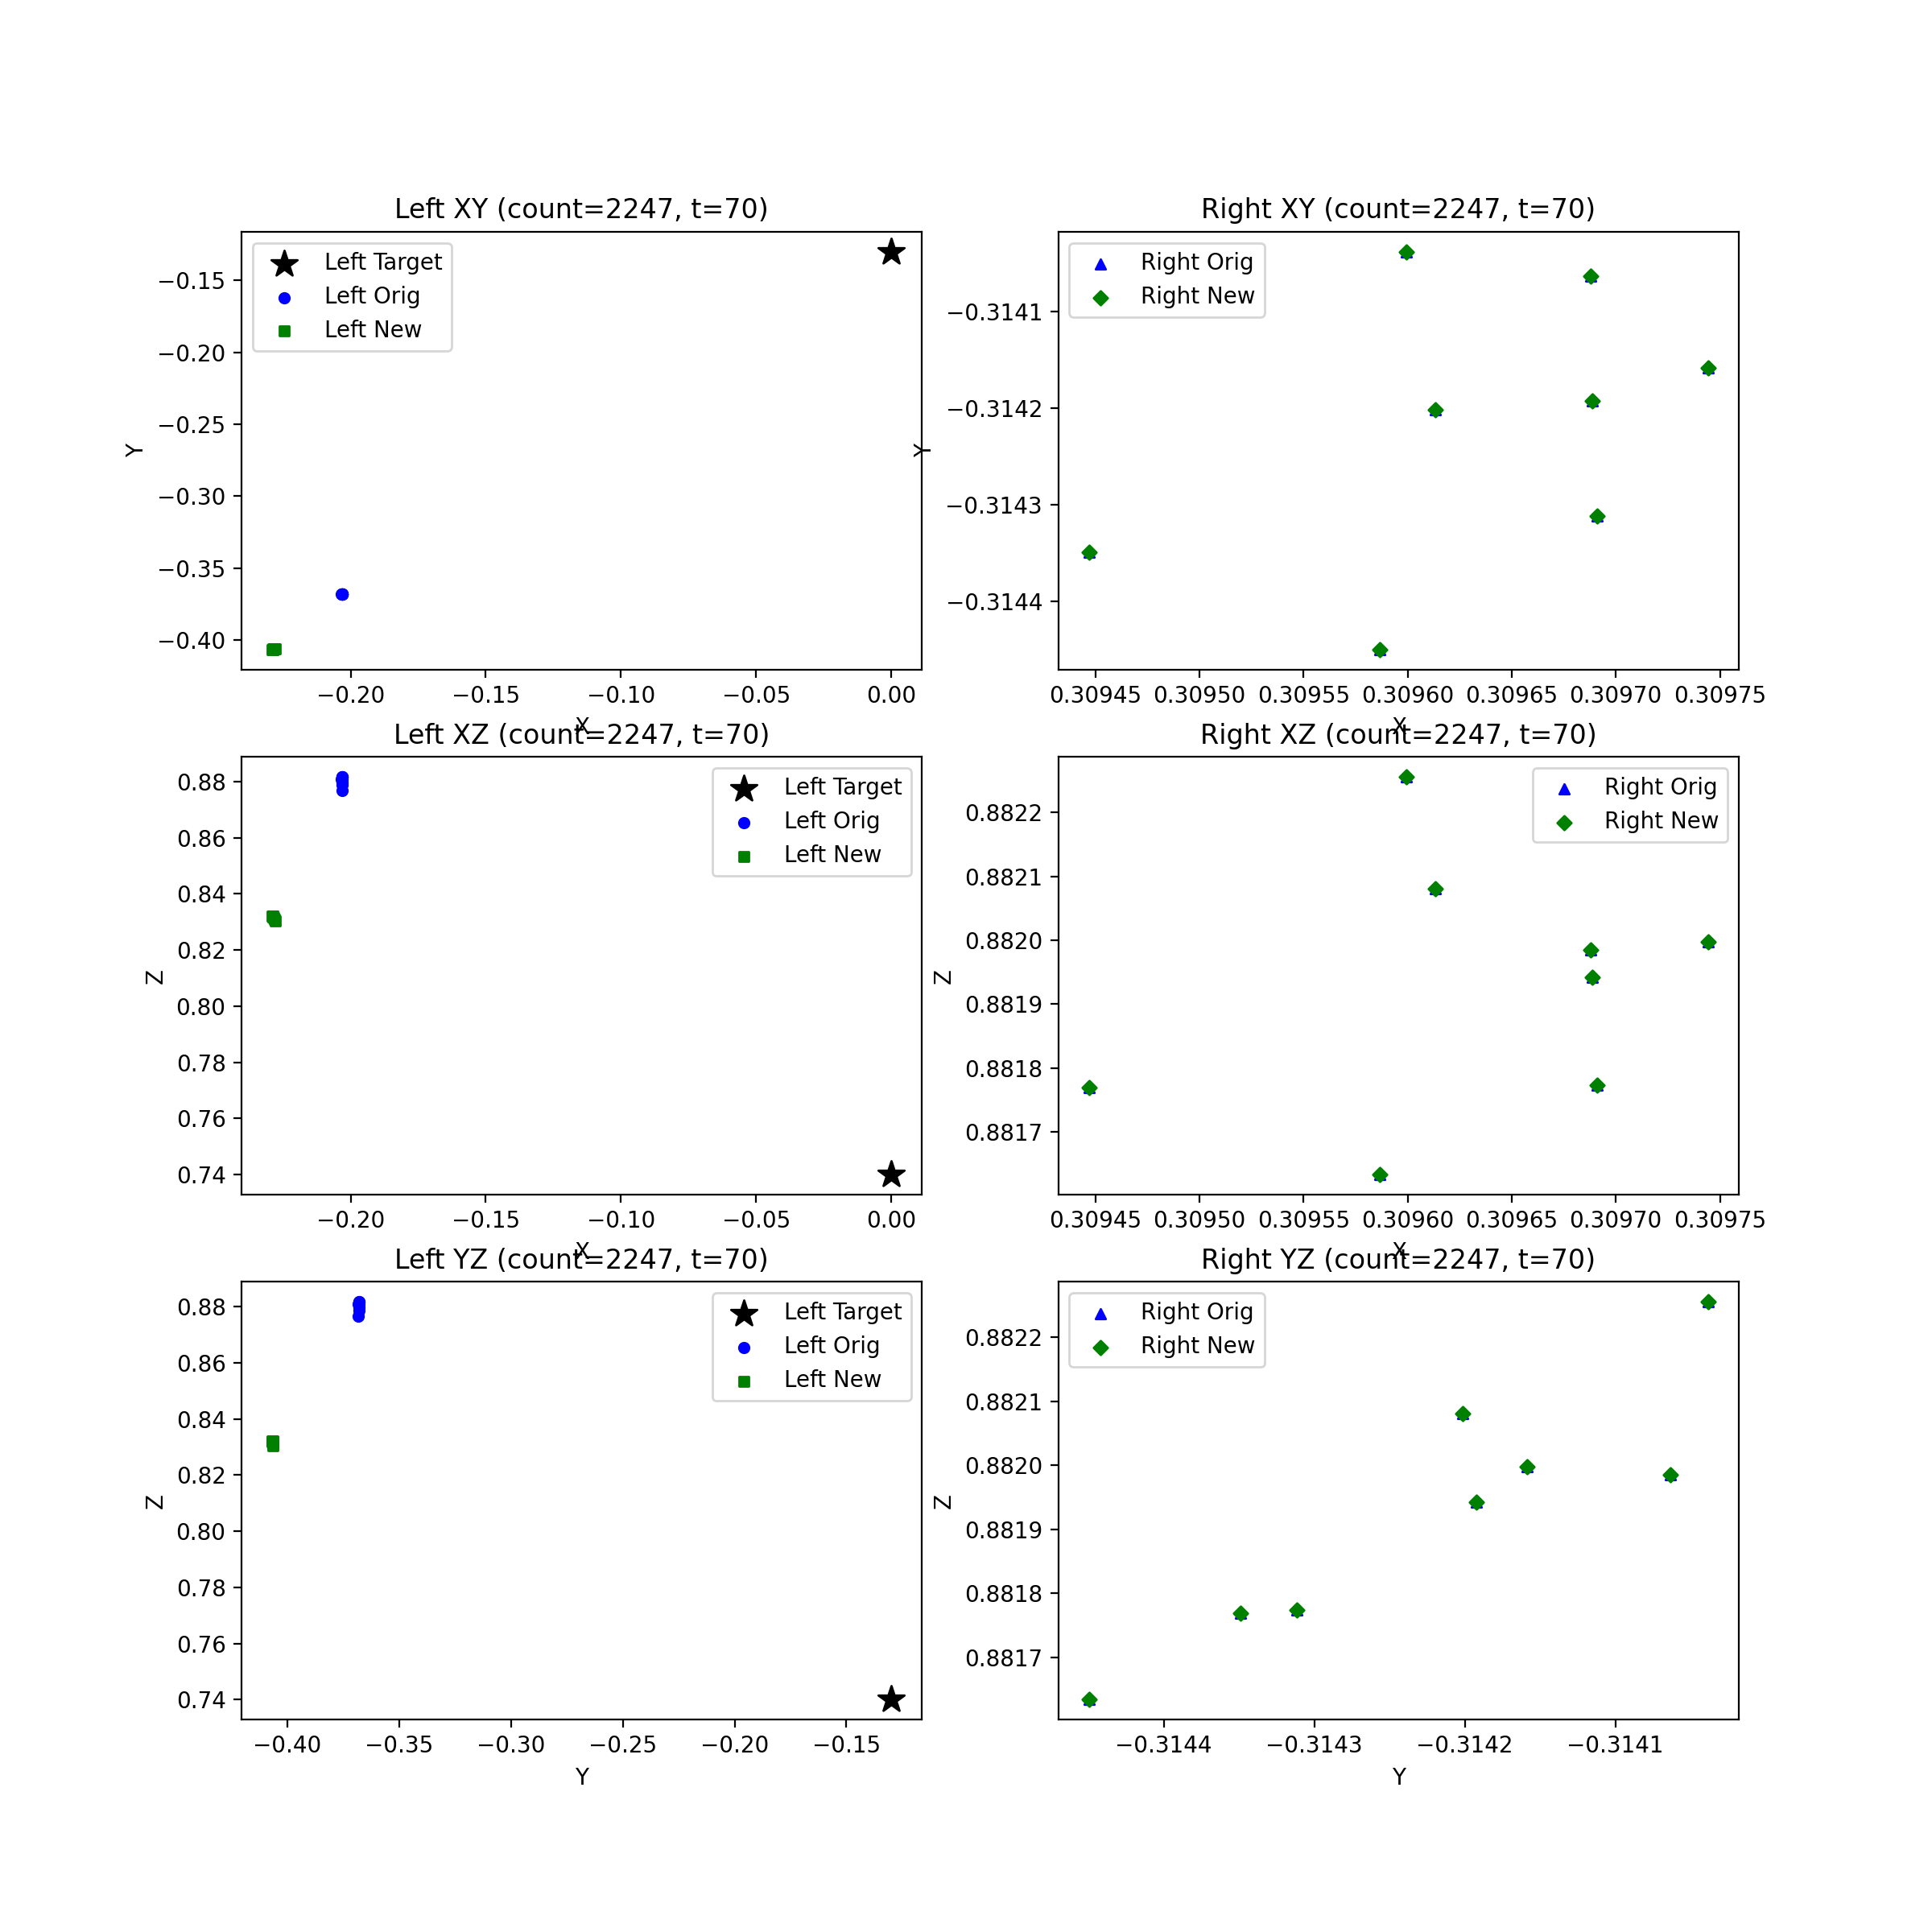 Left XY (count=2247, t=70)
Left Target
Left Orig
Left New
−0.15
−0.20
−0.25
−0.30
−0.35
−0.40
Y
−0.20 −0.15 −0.10 −0.05 0.00
X
Right XY (count=2247, t=70)
Right Orig
Right New
−0.3141
−0.3142
−0.3143
−0.3144
Y
0.30945 0.30950 0.30955 0.30960 0.30965 0.30970 0.30975
X
Left XZ (count=2247, t=70)
Left Target
Left Orig
Left New
0.88
0.86
0.84
0.82
0.80
0.78
0.76
0.74
Z
−0.20 −0.15 −0.10 −0.05 0.00
X
Right XZ (count=2247, t=70)
Right Orig
Right New
0.8822
0.8821
0.8820
0.8819
0.8818
0.8817
Z
0.30945 0.30950 0.30955 0.30960 0.30965 0.30970 0.30975
X
Left YZ (count=2247, t=70)
Left Target
Left Orig
Left New
0.88
0.86
0.84
0.82
0.80
0.78
0.76
0.74
Z
−0.40 −0.35 −0.30 −0.25 −0.20 −0.15
Y
Right YZ (count=2247, t=70)
Right Orig
Right New
0.8822
0.8821
0.8820
0.8819
0.8818
0.8817
Z
−0.3144 −0.3143 −0.3142 −0.3141
Y